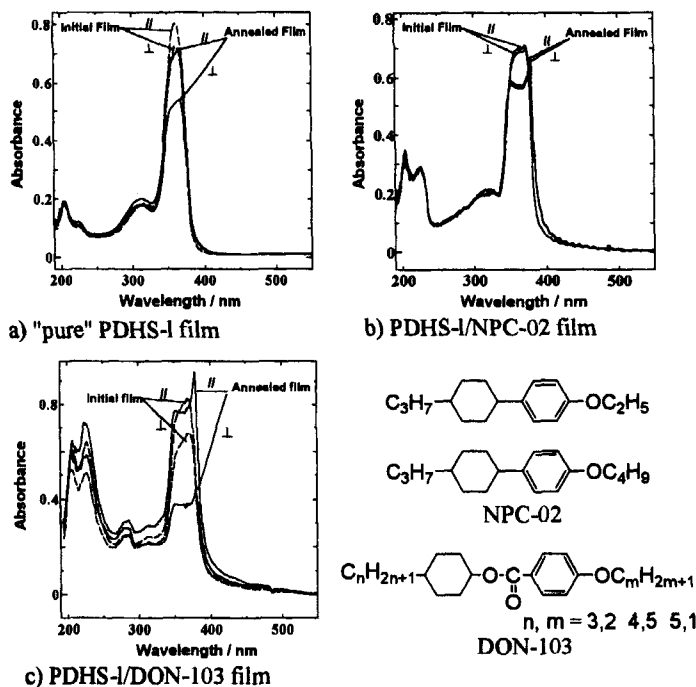 Initial Film
//
//
Annealed Film
⊥
⊥
0.8
0.6
0.4
0.2
0
Absorbance
200
300
400
500
Wavelength / nm
a) "pure" PDHS-l film
Initial Film
//
//
Annealed Film
⊥
⊥
0.8
0.6
0.4
0.2
0
Absorbance
200
300
400
500
Wavelength / nm
b) PDHS-l/NPC-02 film
//
//
Initial film
Annealed film
⊥
⊥
0.8
0.4
0
Absorbance
200
300
400
500
Wavelength / nm
c) PDHS-l/DON-103 film
C3H7
OC2H5
C3H7
OC4H9
NPC-02
CnH2n+1
O-C
O
OCmH2m+1
n, m = 3,2 4,5 5,1
DON-103